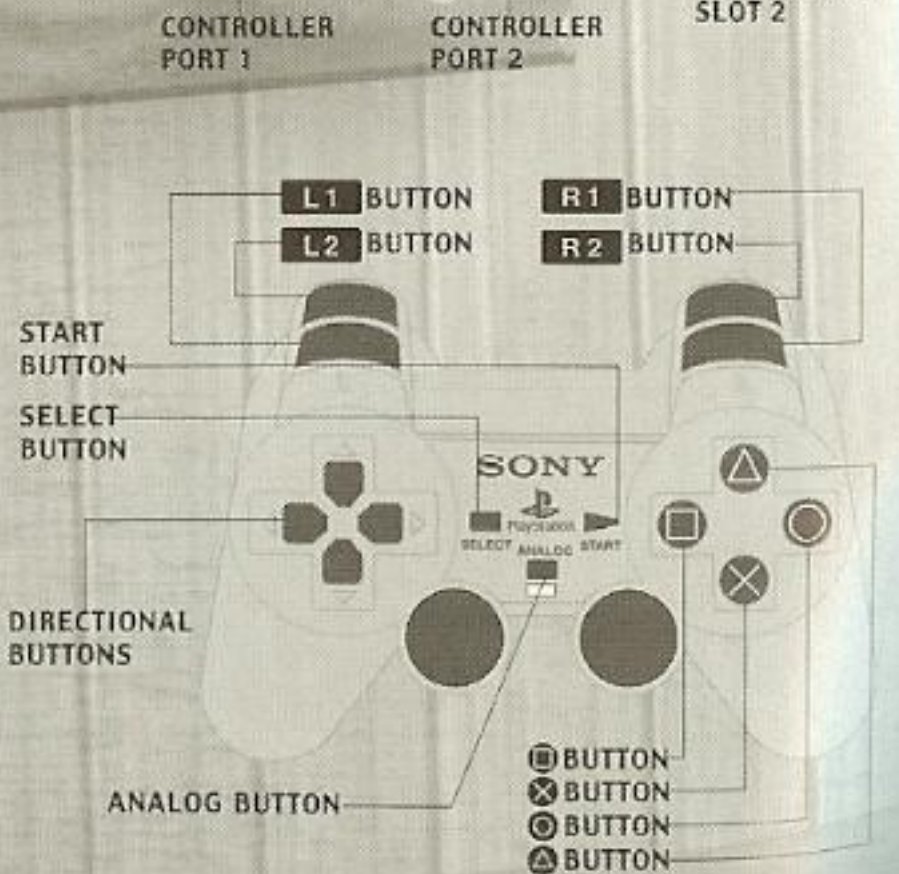 SLOT 2
CONTROLLER
PORT 1
CONTROLLER
PORT 2
L1 BUTTON
R1 BUTTON
L2 BUTTON
R2 BUTTON
START
BUTTON
SELECT
BUTTON
SONY
PlayStation
SELECT
ANALOG
START
DIRECTIONAL
BUTTONS
ANALOG BUTTON
BUTTON
BUTTON
BUTTON
BUTTON